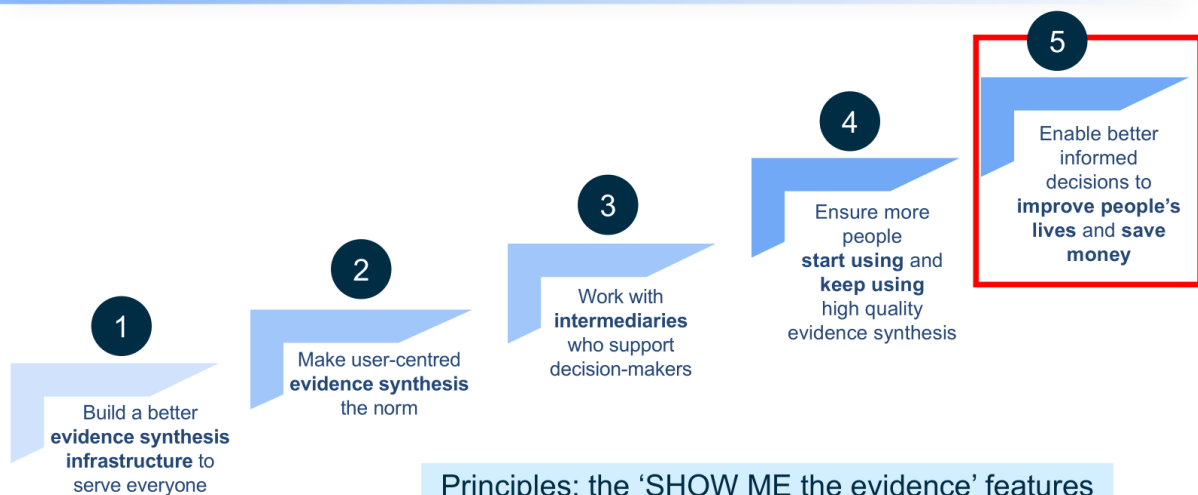 1
Build a better
evidence synthesis
infrastructure to
serve everyone
2
Make user-centred
evidence synthesis
the norm
3
Work with
intermediaries
who support
decision-makers
4
Ensure more
people
start using and
keep using
high quality
evidence synthesis
5
Enable better
informed
decisions to
improve people’s
lives and save
money
Principles: the ‘SHOW ME the evidence’ features